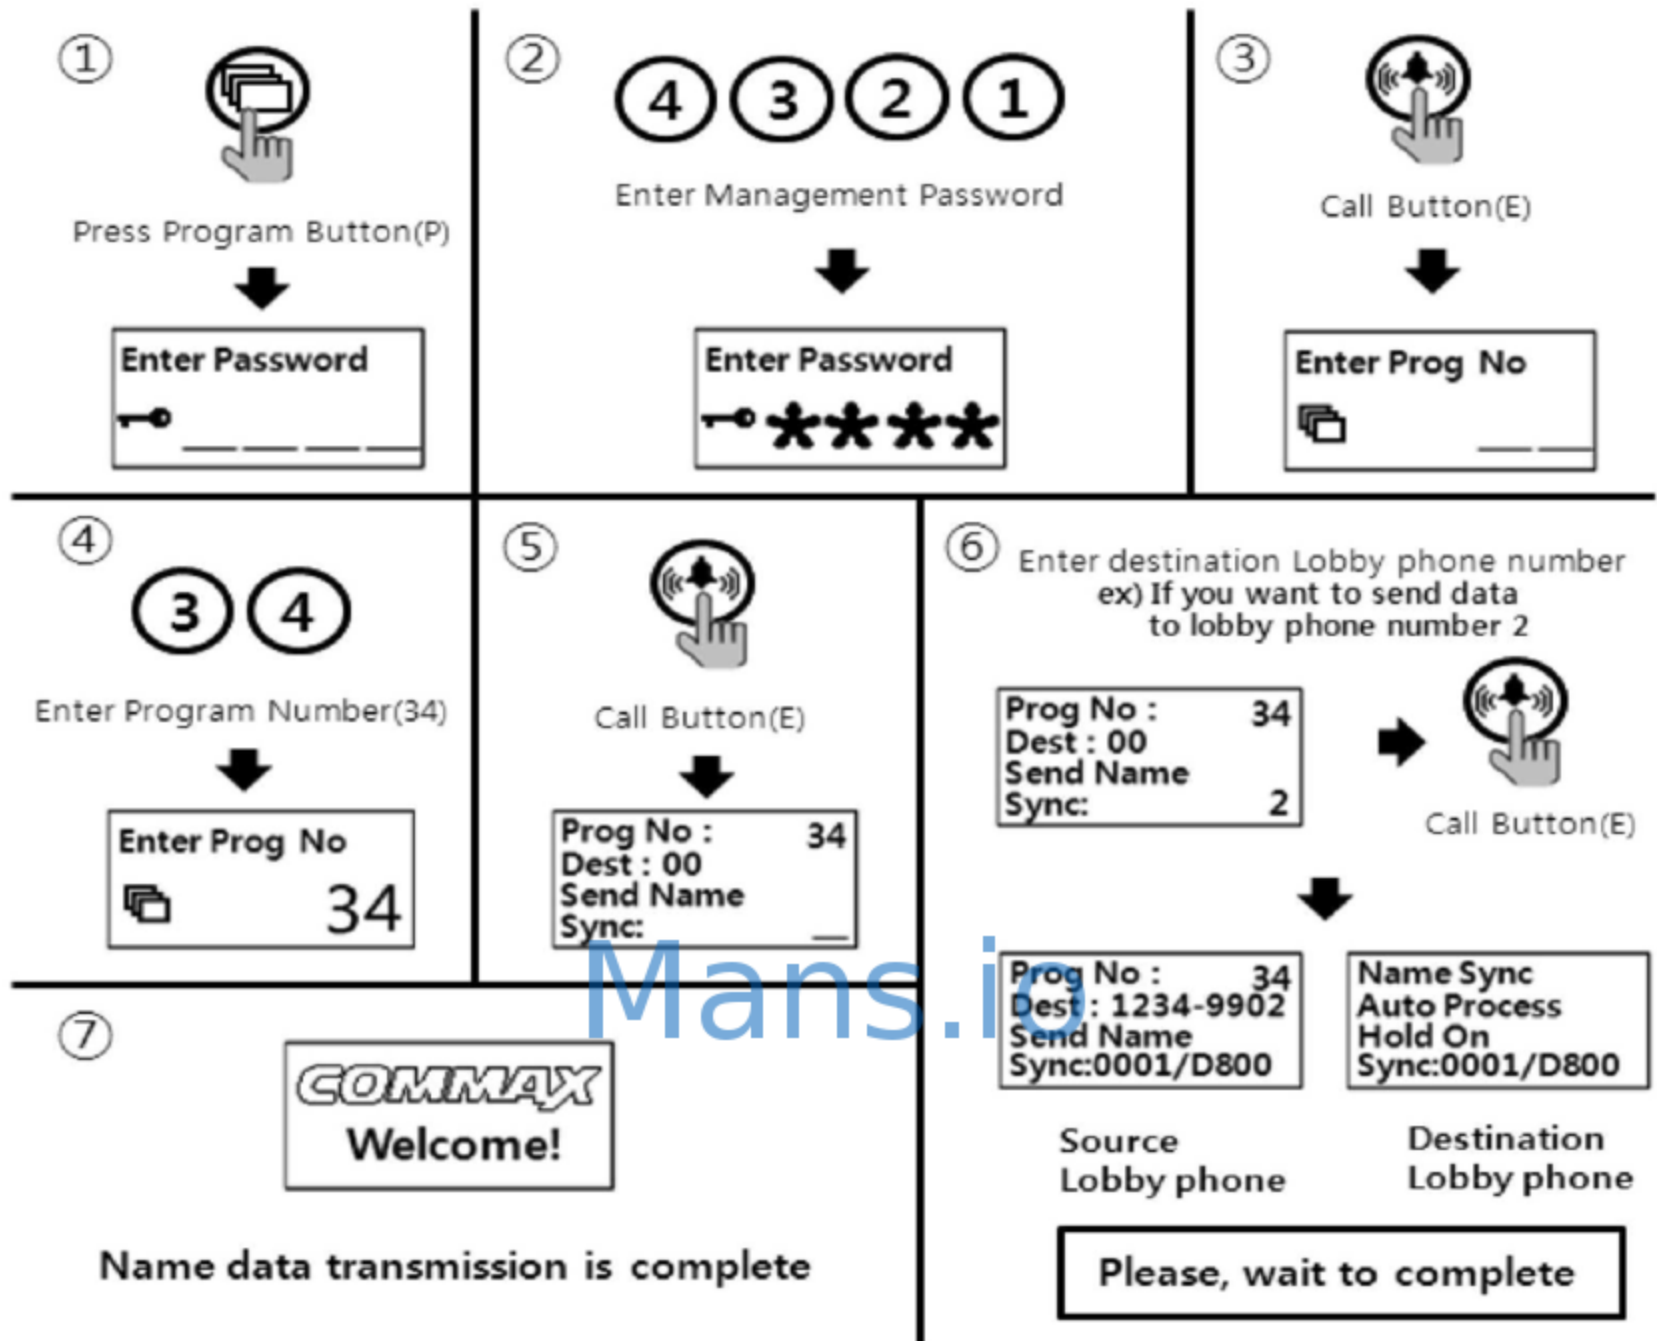 ①
Press Program Button(P)
Enter Password
②
4 3 2 1
Enter Management Password
Enter Password
③
Call Button(E)
Enter Prog No
④
3 4
Enter Program Number(34)
Enter Prog No
34
⑤
Call Button(E)
Prog No : 34
Dest : 00
Send Name
Sync:
⑥
Enter destination Lobby phone number
ex) If you want to send data
to lobby phone number 2
Prog No : 34
Dest : 00
Send Name
Sync: 2
Call Button(E)
Prog No : 34
Dest : 1234-9902
Send Name
Sync:0001/D800
Source
Lobby phone
Name Sync
Auto Process
Hold On
Sync:0001/D800
Destination
Lobby phone
Please, wait to complete
⑦
COMMAX
Welcome!
Name data transmission is complete
Mans.io